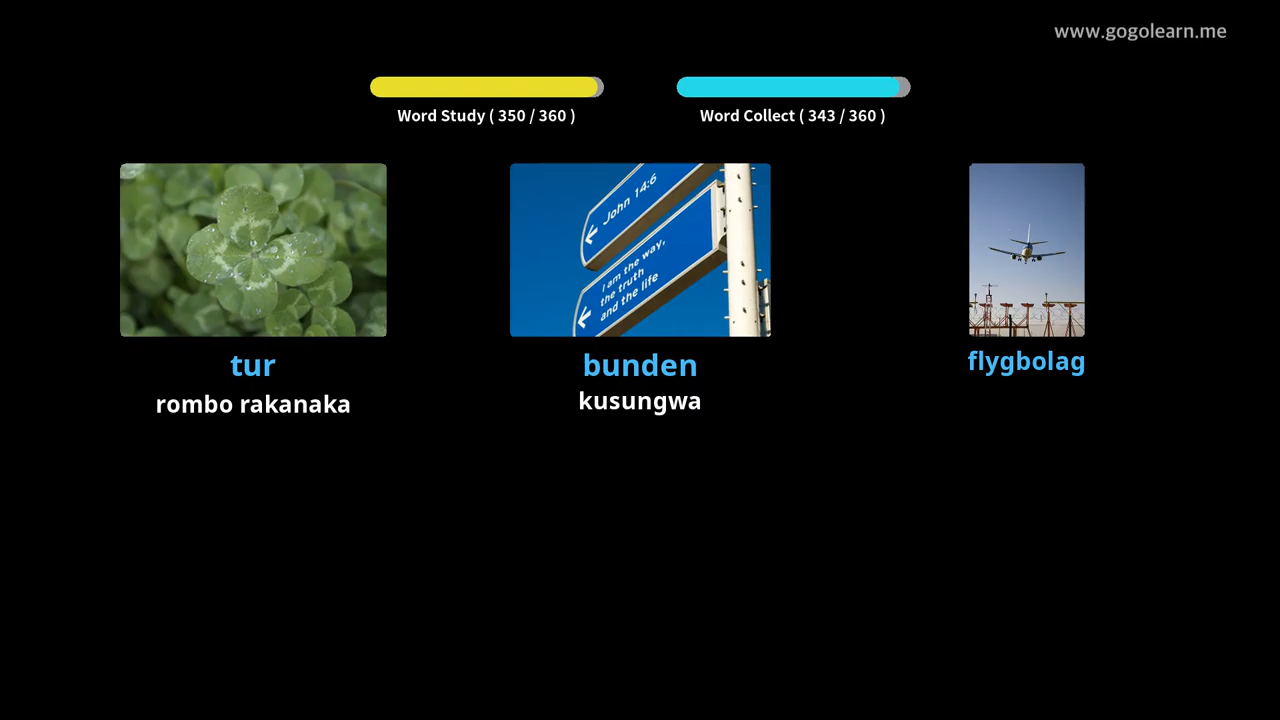 www.gogolearn.me
Word Study ( 350 / 360 )
Word Collect ( 343 / 360 )
John 14:6
I am the way,
the truth
and the life
tur
bunden
flygbolag
rombo rakanaka
kusungwa